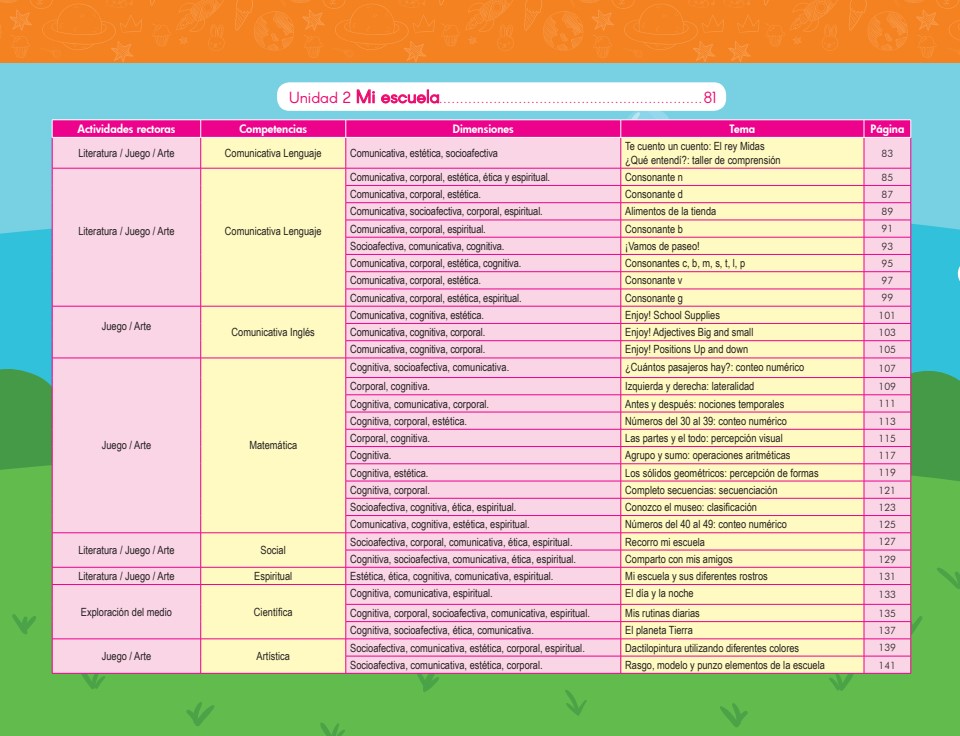 Unidad 2 Mi escuela........................................................81
Actividades rectoras Competencias Dimensiones Tema Página
Literatura / Juego / Arte Comunicativa Lenguaje Comunicativa, estética, socioafectiva Te cuento un cuento: El rey Midas
¿Qué entendí?: taller de comprensión 83
Literatura / Juego / Arte Comunicativa Lenguaje Comunicativa, corporal, estética, ética y espiritual. Consonante n 85
Comunicativa, corporal, estética. Consonante d 87
Comunicativa, socioafectiva, corporal, espiritual. Alimentos de la tienda 89
Comunicativa, corporal, espiritual. Consonante b 91
Socioafectiva, comunicativa, cognitiva. ¡Vamos de paseo! 93
Comunicativa, corporal, estética, cognitiva. Consonantes c, b, m, s, t, l, p 95
Comunicativa, corporal, estética. Consonante v 97
Comunicativa, corporal, estética, espiritual. Consonante g 99
Juego / Arte Comunicativa Inglés Comunicativa, cognitiva, estética. Enjoy! School Supplies 101
Comunicativa, cognitiva, corporal. Enjoy! Adjectives Big and small 103
Comunicativa, cognitiva, corporal. Enjoy! Positions Up and down 105
Juego / Arte Matemática Cognitiva, socioafectiva, comunicativa. ¿Cuántos pasajeros hay?: conteo numérico 107
Corporal, cognitiva. Izquierda y derecha: lateralidad 109
Cognitiva, comunicativa, corporal. Antes y después: nociones temporales 111
Cognitiva, corporal, estética. Números del 30 al 39: conteo numérico 113
Corporal, cognitiva. Las partes y el todo: percepción visual 115
Cognitiva. Agrupo y sumo: operaciones aritméticas 117
Cognitiva, estética. Los sólidos geométricos: percepción de formas 119
Cognitiva, corporal. Completo secuencias: secuenciación 121
Socioafectiva, cognitiva, ética, espiritual. Conozco el museo: clasificación 123
Comunicativa, cognitiva, estética, espiritual. Números del 40 al 49: conteo numérico 125
Literatura / Juego / Arte Social Socioafectiva, corporal, comunicativa, ética, espiritual. Recorro mi escuela 127
Cognitiva, socioafectiva, comunicativa, ética, espiritual. Comparto con mis amigos 129
Literatura / Juego / Arte Espiritual Estética, ética, cognitiva, comunicativa, espiritual. Mi escuela y sus diferentes rostros 131
Exploración del medio Científica Cognitiva, comunicativa, espiritual. El día y la noche 133
Cognitiva, corporal, socioafectiva, comunicativa, espiritual. Mis rutinas diarias 135
Cognitiva, socioafectiva, ética, comunicativa. El planeta Tierra 137
Juego / Arte Artística Socioafectiva, comunicativa, estética, corporal, espiritual. Dactilopintura utilizando diferentes colores 139
Socioafectiva, comunicativa, estética, corporal. Rasgo, modelo y punzo elementos de la escuela 141